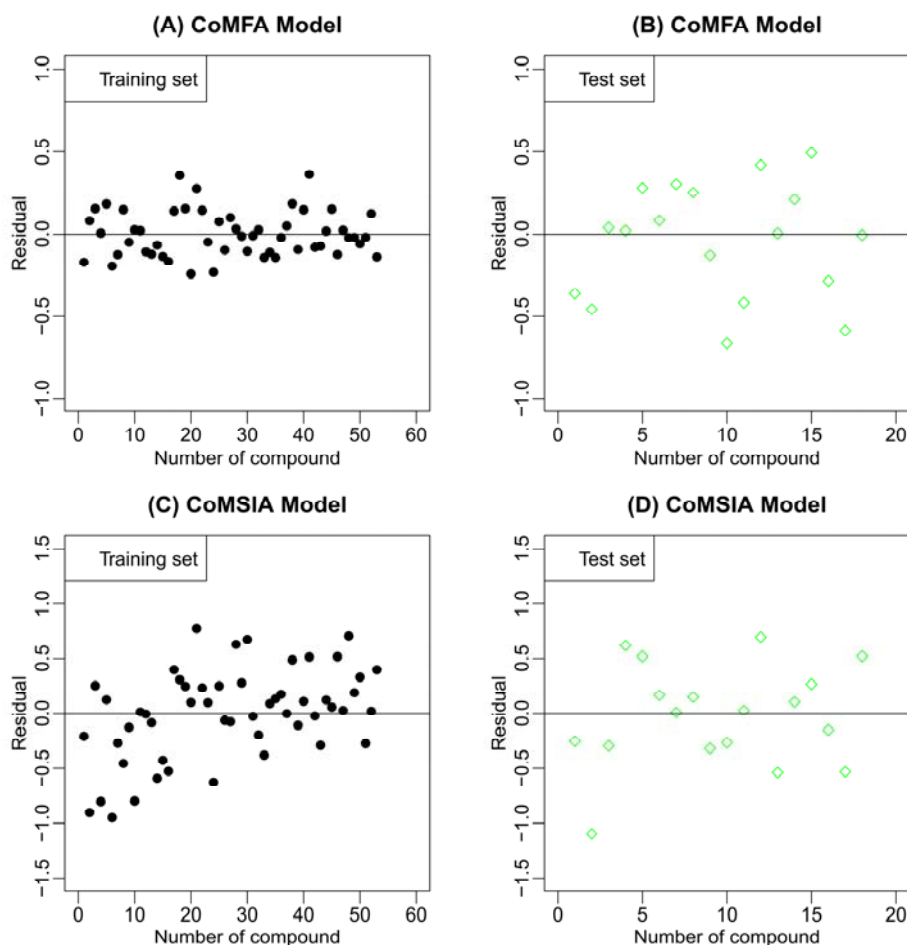 (A) CoMFA Model
Training set
Residual
1.0
0.5
0.0
−0.5
−1.0
0 10 20 30 40 50 60
Number of compound
(B) CoMFA Model
Test set
Residual
1.0
0.5
0.0
−0.5
−1.0
0 5 10 15 20
Number of compound
(C) CoMSIA Model
Training set
Residual
1.5
1.0
0.5
0.0
−0.5
−1.0
−1.5
0 10 20 30 40 50 60
Number of compound
(D) CoMSIA Model
Test set
Residual
1.5
1.0
0.5
0.0
−0.5
−1.0
−1.5
0 5 10 15 20
Number of compound